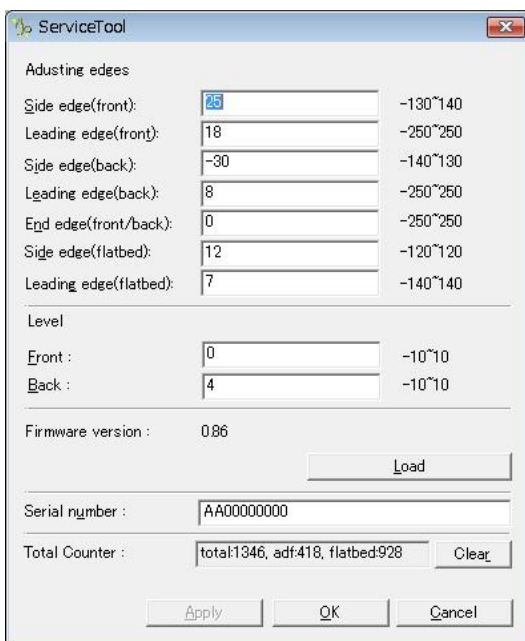 ServiceTool
Adusting edges
Side edge(front): 25 -130~140
Leading edge(front): 18 -250~250
Side edge(back): -30 -140~130
Leading edge(back): 8 -250~250
End edge(front/back): 0 -250~250
Side edge(flatbed): 12 -120~120
Leading edge(flatbed): 7 -140~140
Level
Front : 0 -10~10
Back : 4 -10~10
Firmware version : 0.86
Load
Serial number : AA00000000
Total Counter : total:1346, adf:418, flatbed:928 Clear
Apply OK Cancel